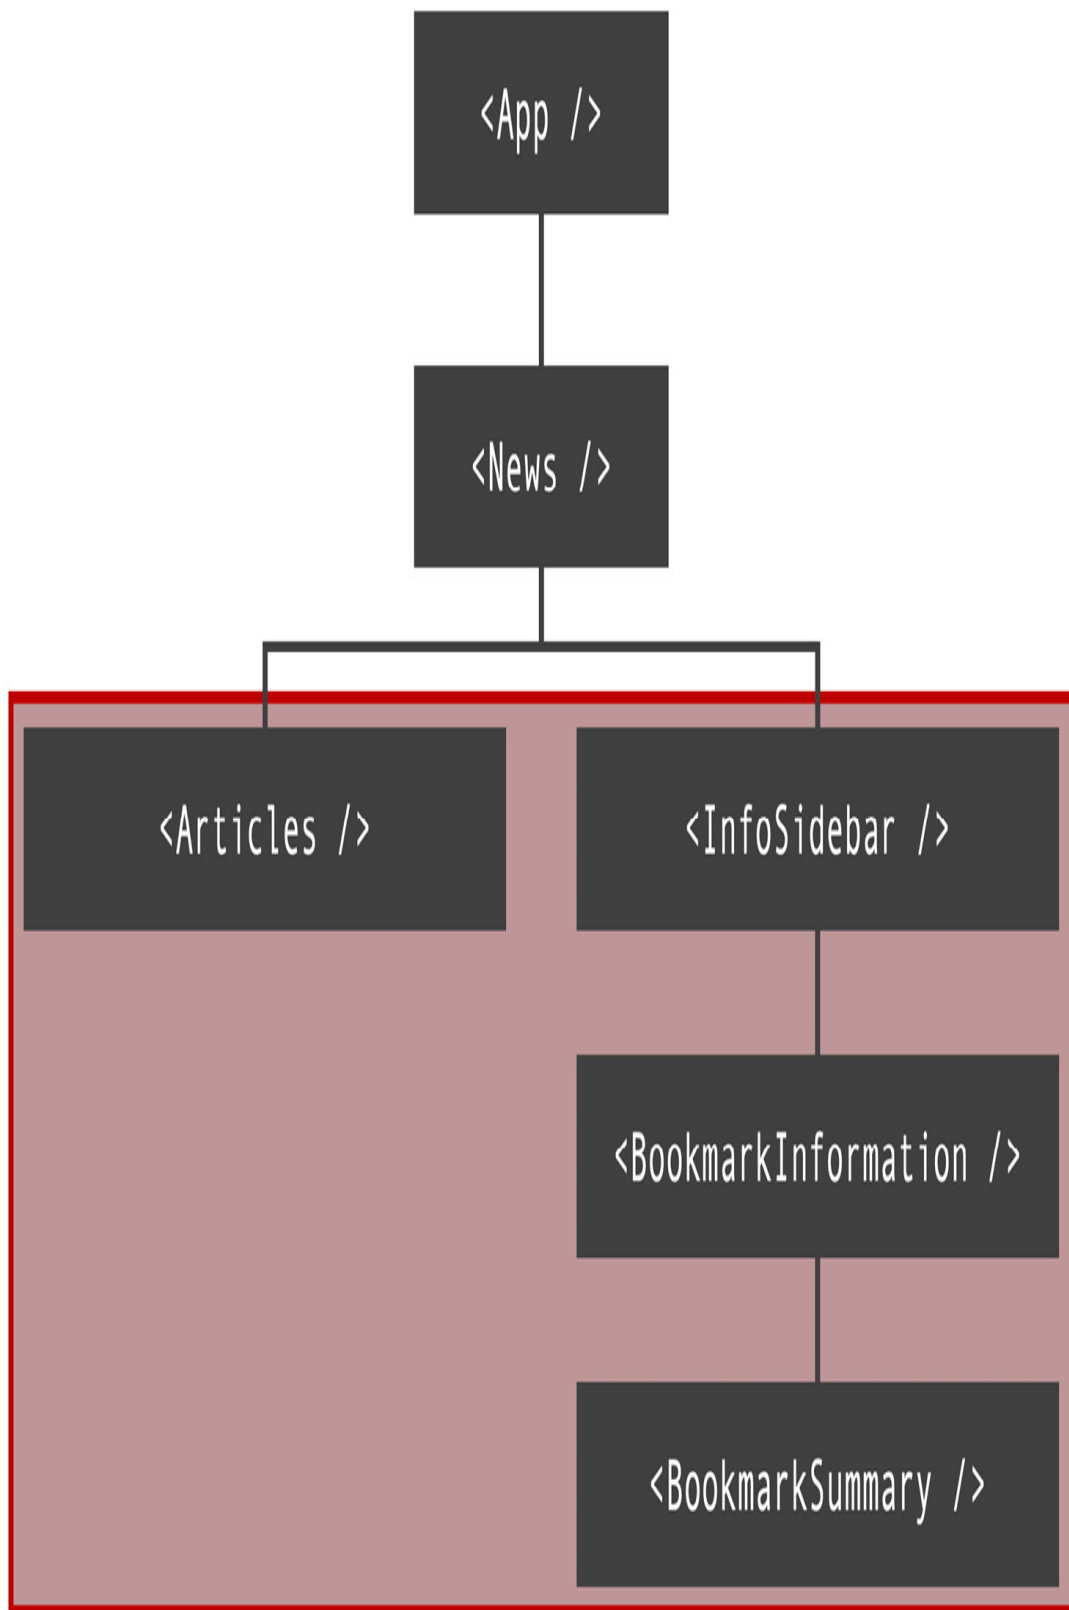 <App />
<News />
<Articles />
<InfoSidebar />
<BookmarkInformation />
<BookmarkSummary />